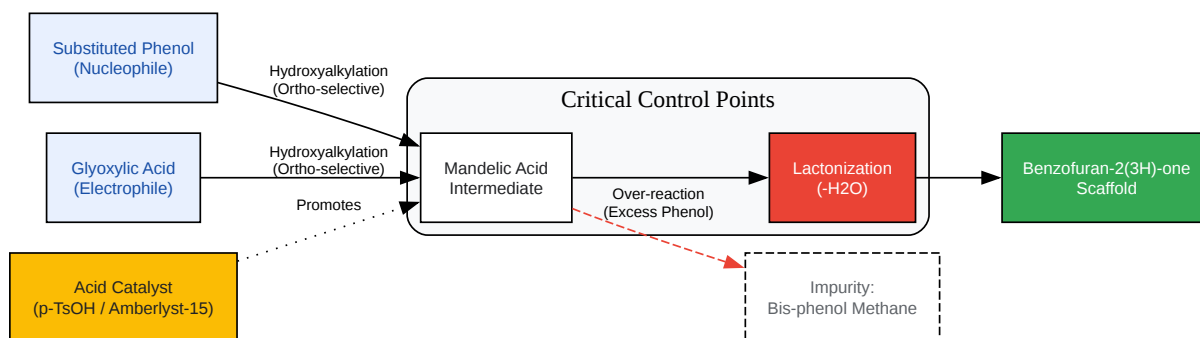 Substituted Phenol
(Nucleophile)
Hydroxyalkylation
(Ortho-selective)
Critical Control Points
Glyoxylic Acid
(Electrophile)
Hydroxyalkylation
(Ortho-selective)
Mandelic Acid
Intermediate
Lactonization
(-H2O)
Benzofuran-2(3H)-one
Scaffold
Promotes
Over-reaction
(Excess Phenol)
Acid Catalyst
(p-TsOH / Amberlyst-15)
Impurity:
Bis-phenol Methane